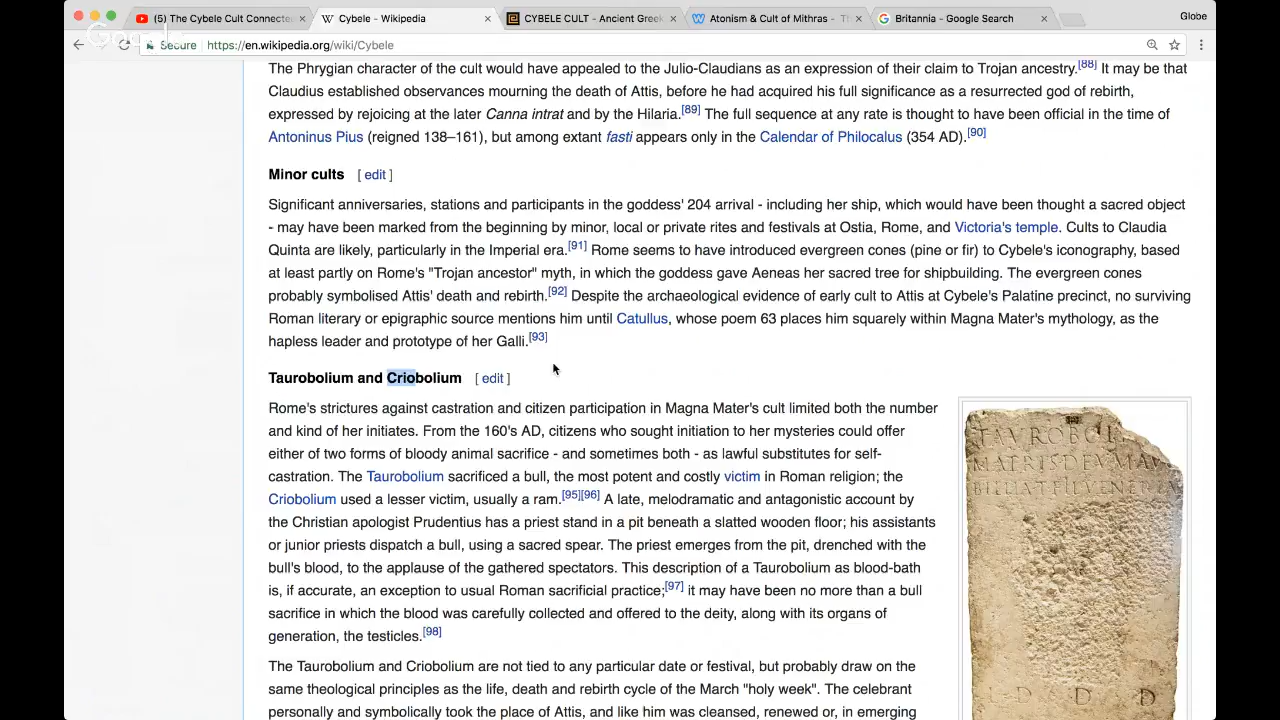 (5) The Cybele Cult Connecte
Cybele - Wikipedia
CYBELE CULT - Ancient Greek
Atonism & Cult of Mithras - Th
Britannia - Google Search
Globe
Google
Secure
https://en.wikipedia.org/wiki/Cybele
The Phrygian character of the cult would have appealed to the Julio-Claudians as an expression of their claim to Trojan ancestry.[88] It may be that
Claudius established observances mourning the death of Attis, before he had acquired his full significance as a resurrected god of rebirth,
expressed by rejoicing at the later Canna intrat and by the Hilaria.[89] The full sequence at any rate is thought to have been official in the time of
Antoninus Pius (reigned 138–161), but among extant fasti appears only in the Calendar of Philocalus (354 AD).[90]
Minor cults [ edit ]
Significant anniversaries, stations and participants in the goddess' 204 arrival - including her ship, which would have been thought a sacred object
- may have been marked from the beginning by minor, local or private rites and festivals at Ostia, Rome, and Victoria's temple. Cults to Claudia
Quinta are likely, particularly in the Imperial era.[91] Rome seems to have introduced evergreen cones (pine or fir) to Cybele's iconography, based
at least partly on Rome's "Trojan ancestor" myth, in which the goddess gave Aeneas her sacred tree for shipbuilding. The evergreen cones
probably symbolised Attis' death and rebirth.[92] Despite the archaeological evidence of early cult to Attis at Cybele's Palatine precinct, no surviving
Roman literary or epigraphic source mentions him until Catullus, whose poem 63 places him squarely within Magna Mater's mythology, as the
hapless leader and prototype of her Galli.[93]
Taurobolium and Criobolium [ edit ]
Rome's strictures against castration and citizen participation in Magna Mater's cult limited both the number
and kind of her initiates. From the 160's AD, citizens who sought initiation to her mysteries could offer
either of two forms of bloody animal sacrifice - and sometimes both - as lawful substitutes for self-
castration. The Taurobolium sacrificed a bull, the most potent and costly victim in Roman religion; the
Criobolium used a lesser victim, usually a ram.[95][96] A late, melodramatic and antagonistic account by
the Christian apologist Prudentius has a priest stand in a pit beneath a slatted wooden floor; his assistants
or junior priests dispatch a bull, using a sacred spear. The priest emerges from the pit, drenched with the
bull's blood, to the applause of the gathered spectators. This description of a Taurobolium as blood-bath
is, if accurate, an exception to usual Roman sacrificial practice;[97] it may have been no more than a bull
sacrifice in which the blood was carefully collected and offered to the deity, along with its organs of
generation, the testicles.[98]
The Taurobolium and Criobolium are not tied to any particular date or festival, but probably draw on the
same theological principles as the life, death and rebirth cycle of the March "holy week". The celebrant
personally and symbolically took the place of Attis, and like him was cleansed, renewed or, in emerging
D D